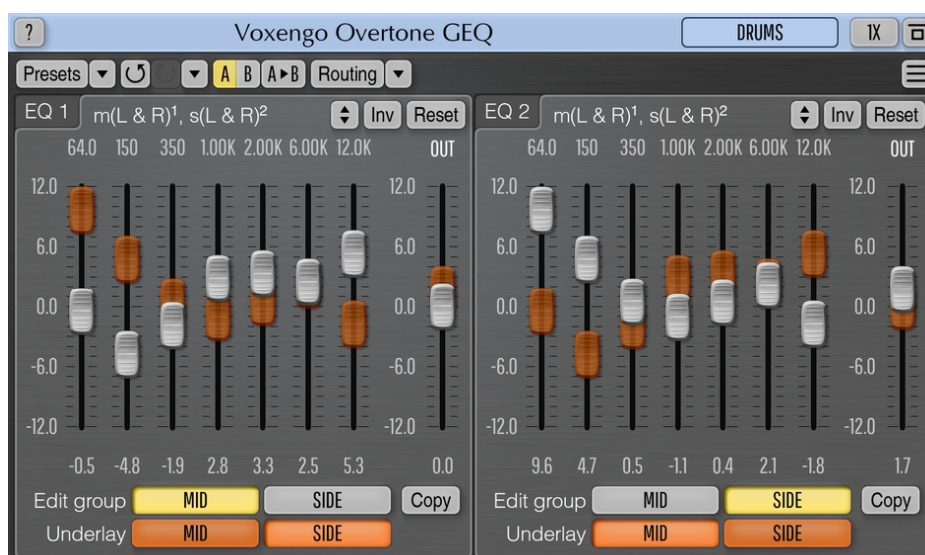 ? Voxengo Overtone GEQ DRUMS 1X
Presets A B A▸B Routing
EQ 1 m(L & R)¹, s(L & R)² Inv Reset
64.0 150 350 1.00K 2.00K 6.00K 12.0K OUT
12.0 12.0
6.0 6.0
0.0 0.0
-6.0 -6.0
-12.0 -12.0
-0.5 -4.8 -1.9 2.8 3.3 2.5 5.3 0.0
Edit group MID SIDE Copy
Underlay MID SIDE
EQ 2 m(L & R)¹, s(L & R)² Inv Reset
64.0 150 350 1.00K 2.00K 6.00K 12.0K OUT
12.0 12.0
6.0 6.0
0.0 0.0
-6.0 -6.0
-12.0 -12.0
9.6 4.7 0.5 -1.1 0.4 2.1 -1.8 1.7
Edit group MID SIDE Copy
Underlay MID SIDE